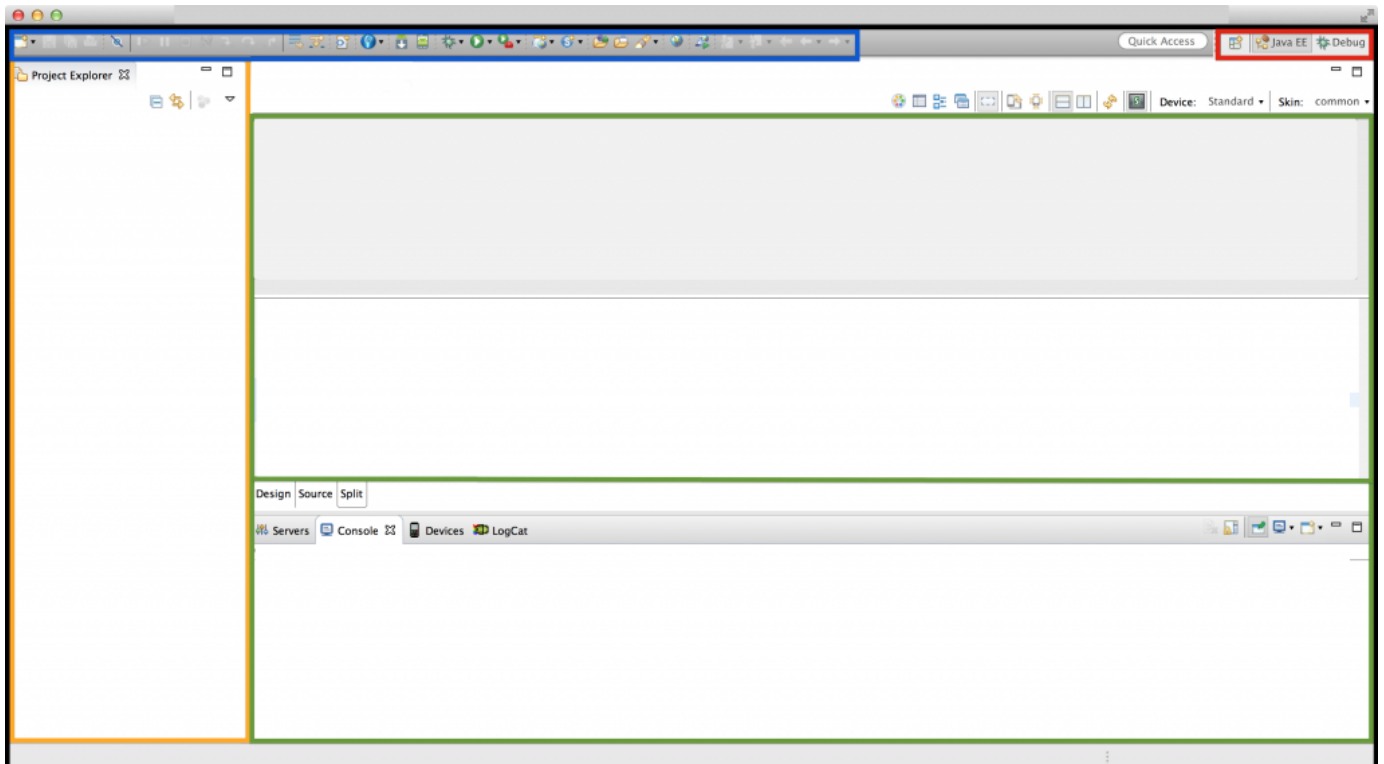 Quick Access Java EE Debug
Project Explorer
Device: Standard Skin: common
Design Source Split
Servers Console Devices LogCat